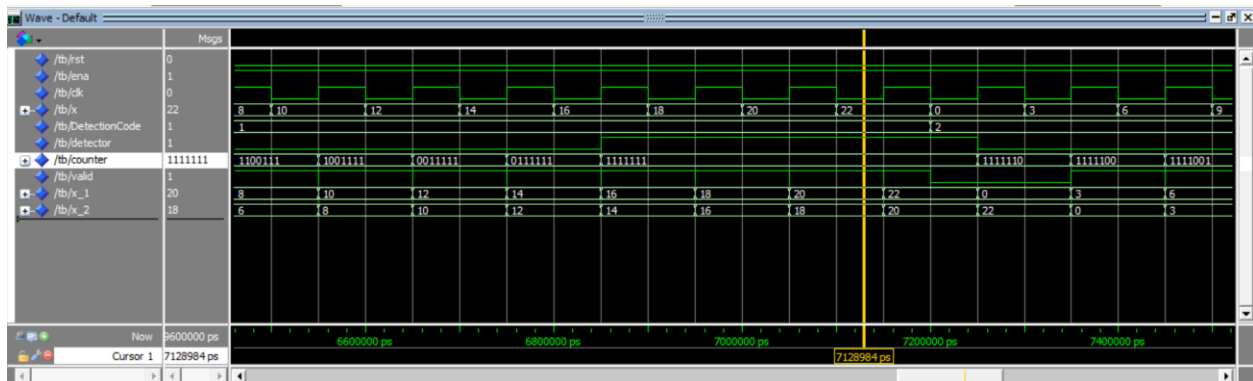 Wave - Default
Msgs
/tb/rst 0
/tb/ena 1
/tb/clk 0
/tb/x 22 8 10 12 14 16 18 20 22 0 3 6 9
/tb/DetectionCode 1 1 2
/tb/detector 1
/tb/counter 1111111 1100111 1001111 0011111 0111111 1111111 1111110 1111100 1111001
/tb/valid 1
/tb/x_1 20 8 10 12 14 16 18 20 22 0 3 6
/tb/x_2 18 6 8 10 12 14 16 18 20 22 0 3
Now 9600000 ps 6600000 ps 6800000 ps 7000000 ps 7200000 ps 7400000 ps
Cursor 1 7128984 ps 7128984 ps